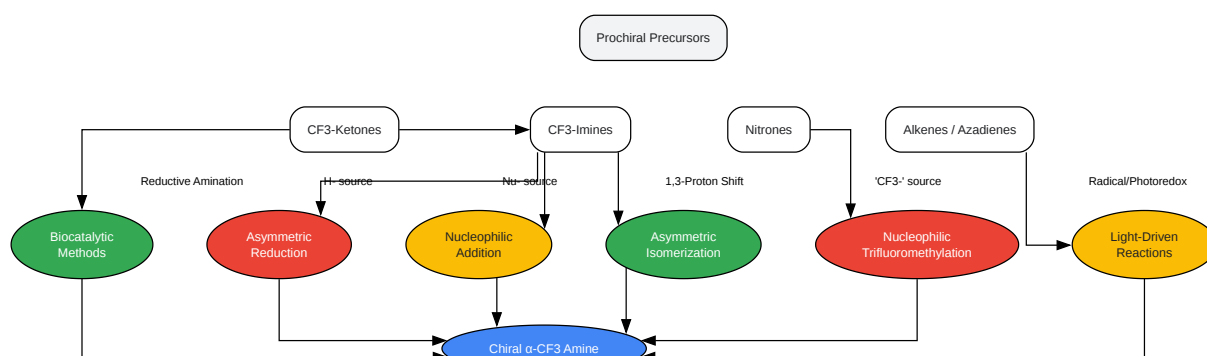 Prochiral Precursors
CF3-Ketones
CF3-Imines
Nitrones
Alkenes / Azadienes
Reductive Amination
H- source
Nu- source
1,3-Proton Shift
'CF3-' source
Radical/Photoredox
Biocatalytic
Methods
Asymmetric
Reduction
Nucleophilic
Addition
Asymmetric
Isomerization
Nucleophilic
Trifluoromethylation
Light-Driven
Reactions
Chiral α-CF3 Amine